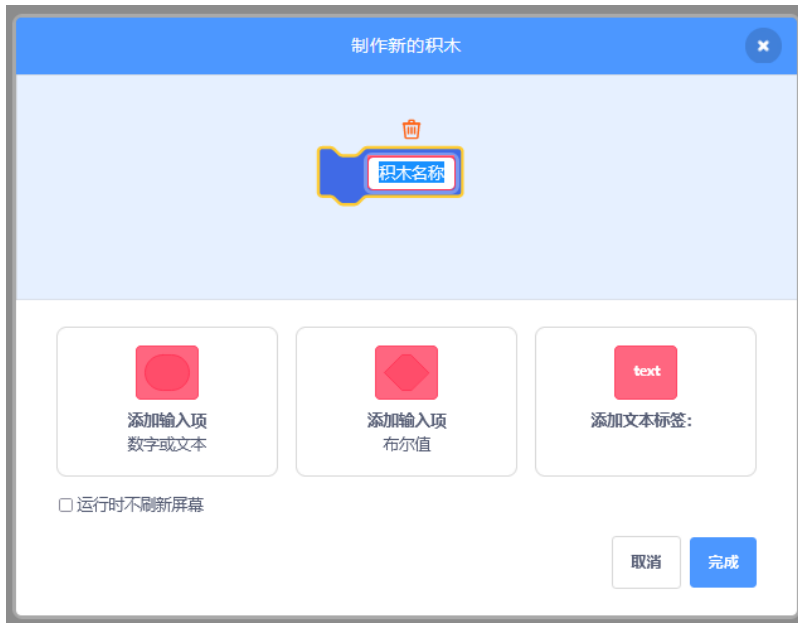 制作新的积木
积木名称
text
添加输入项
数字或文本
添加输入项
布尔值
添加文本标签:
运行时不刷新屏幕
取消
完成